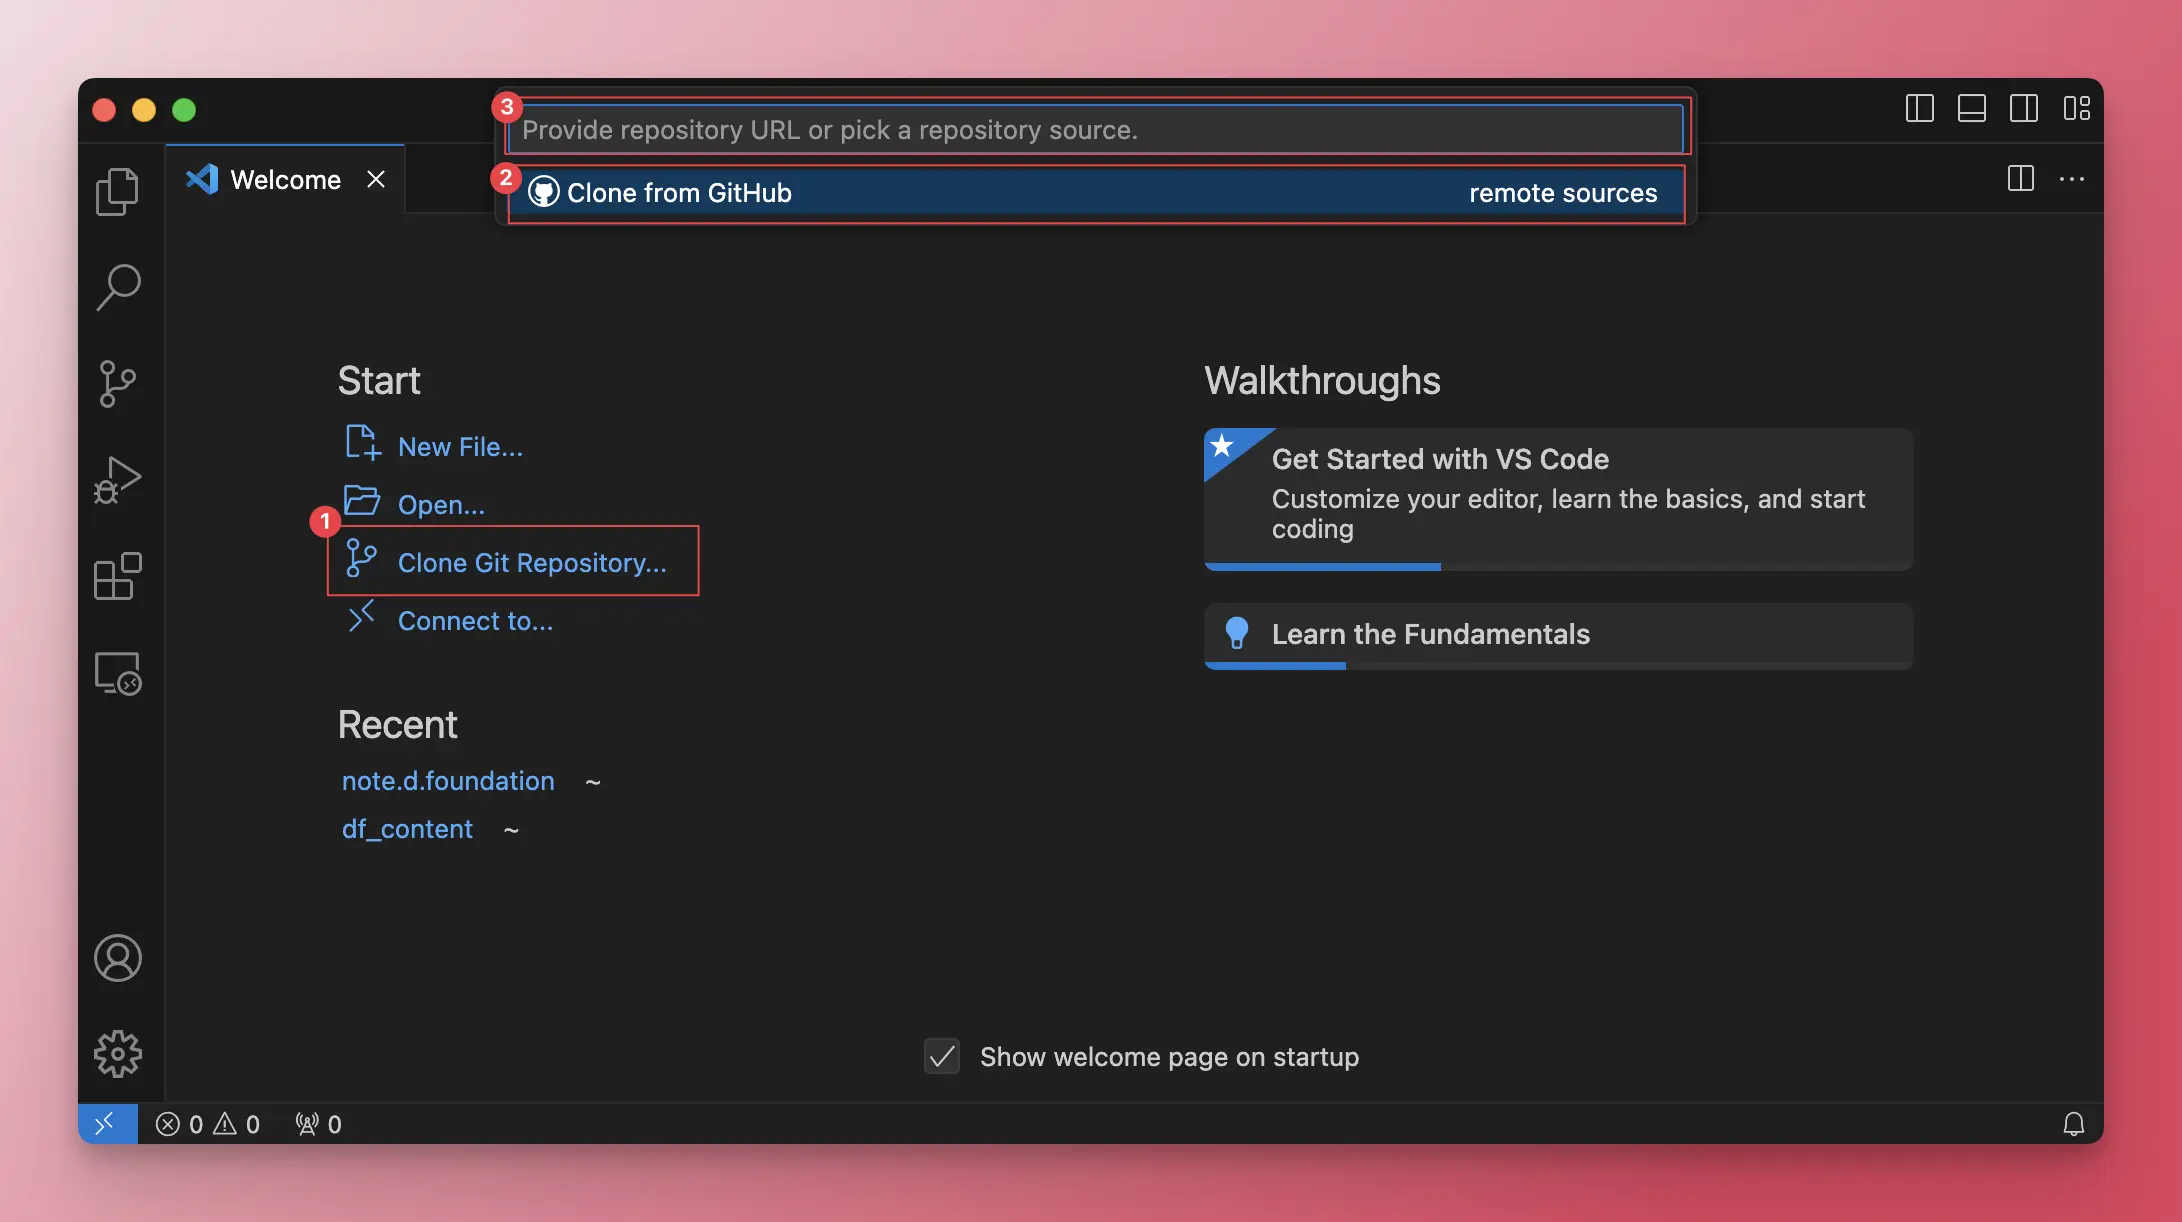 3
Provide repository URL or pick a repository source.
Welcome
2
Clone from GitHub remote sources
Start
New File...
Open...
1
Clone Git Repository...
Connect to...
Recent
note.d.foundation ~
df_content ~
Walkthroughs
Get Started with VS Code
Customize your editor, learn the basics, and start
coding
Learn the Fundamentals
Show welcome page on startup
0 0 0